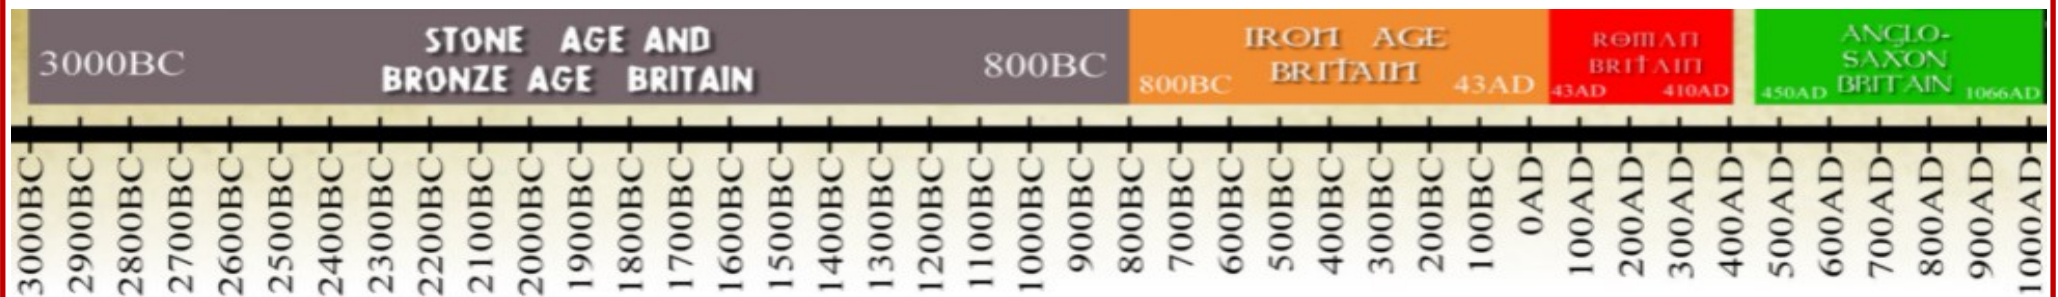 3000BC
STONE AGE AND
BRONZE AGE BRITAIN
800BC
IRON AGE
BRITAIN
800BC
43AD
ROMAN
BRITAIN
43AD
410AD
ANGLO-
SAXON
BRITAIN
450AD
1066AD
3000BC
2900BC
2800BC
2700BC
2600BC
2500BC
2400BC
2300BC
2200BC
2100BC
2000BC
1900BC
1800BC
1700BC
1600BC
1500BC
1400BC
1300BC
1200BC
1100BC
1000BC
900BC
800BC
700BC
600BC
500BC
400BC
300BC
200BC
100BC
0AD
100AD
200AD
300AD
400AD
500AD
600AD
700AD
800AD
900AD
1000AD